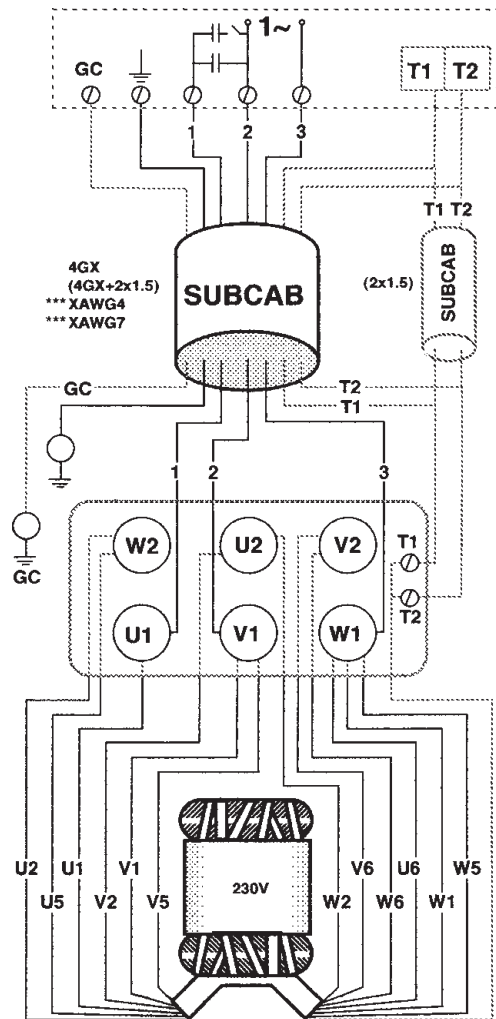 1~
GC
T1 T2
1 2 3
T1 T2
4GX
(4GX+2x1.5)
*** XAWG4
*** XAWG7
SUBCAB
(2x1.5)
SUBCAB
GC
T2
T1
1 2 3
GC
W2 U2 V2
T1
U1 V1 W1
T2
230V
U2 U1 V1 V6 U6 W5
U5 V2 V5 W2 W6 W1